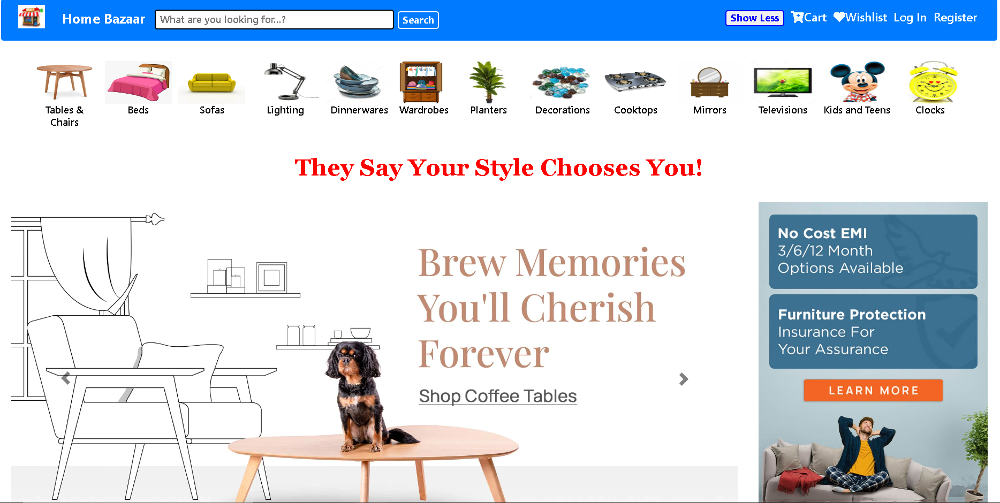 Home Bazaar
What are you looking for...?
Search
Show Less
Cart
Wishlist
Log In
Register
Tables &
Chairs
Beds
Sofas
Lighting
Dinnerwares
Wardrobes
Planters
Decorations
Cooktops
Mirrors
Televisions
Kids and Teens
Clocks
They Say Your Style Chooses You!
Brew Memories
You'll Cherish
Forever
Shop Coffee Tables
No Cost EMI
3/6/12 Month
Options Available
Furniture Protection
Insurance For
Your Assurance
LEARN MORE